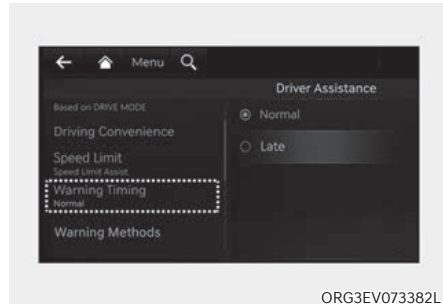 Menu
Driver Assistance
Based on DRIVE MODE
Driving Convenience
Speed Limit
Speed Limit Assist
Warning Timing
Normal
Warning Methods
Normal
Late
ORG3EV073382L